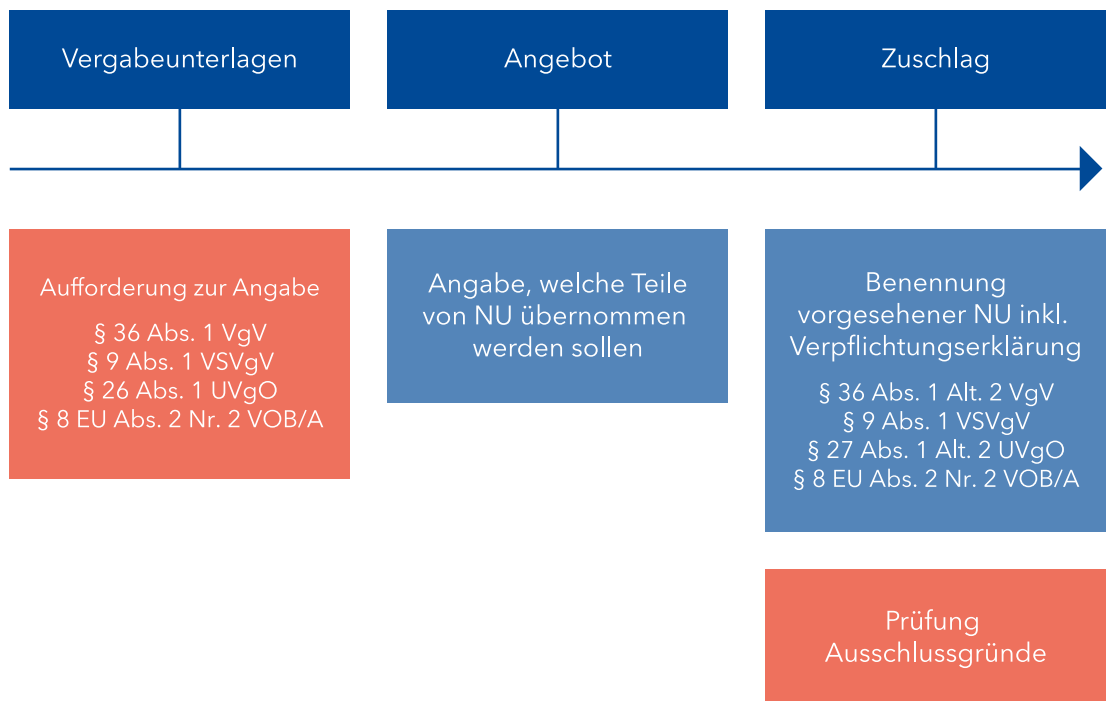 Vergabeunterlagen
Angebot
Zuschlag
Aufforderung zur Angabe
§ 36 Abs. 1 VgV
§ 9 Abs. 1 VSVgV
§ 26 Abs. 1 UVgO
§ 8 EU Abs. 2 Nr. 2 VOB/A
Angabe, welche Teile
von NU übernommen
werden sollen
Benennung
vorgesehener NU inkl.
Verpflichtungserklärung
§ 36 Abs. 1 Alt. 2 VgV
§ 9 Abs. 1 VSVgV
§ 27 Abs. 1 Alt. 2 UVgO
§ 8 EU Abs. 2 Nr. 2 VOB/A
Prüfung
Ausschlussgründe